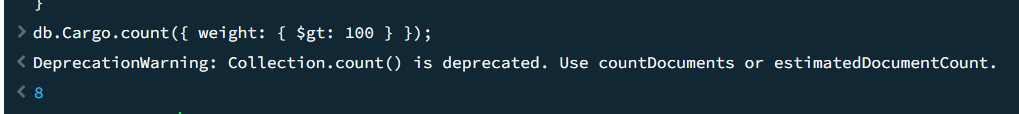 }
> db.Cargo.count({ weight: { $gt: 100 } });
< DeprecationWarning: Collection.count() is deprecated. Use countDocuments or estimatedDocumentCount.
< 8